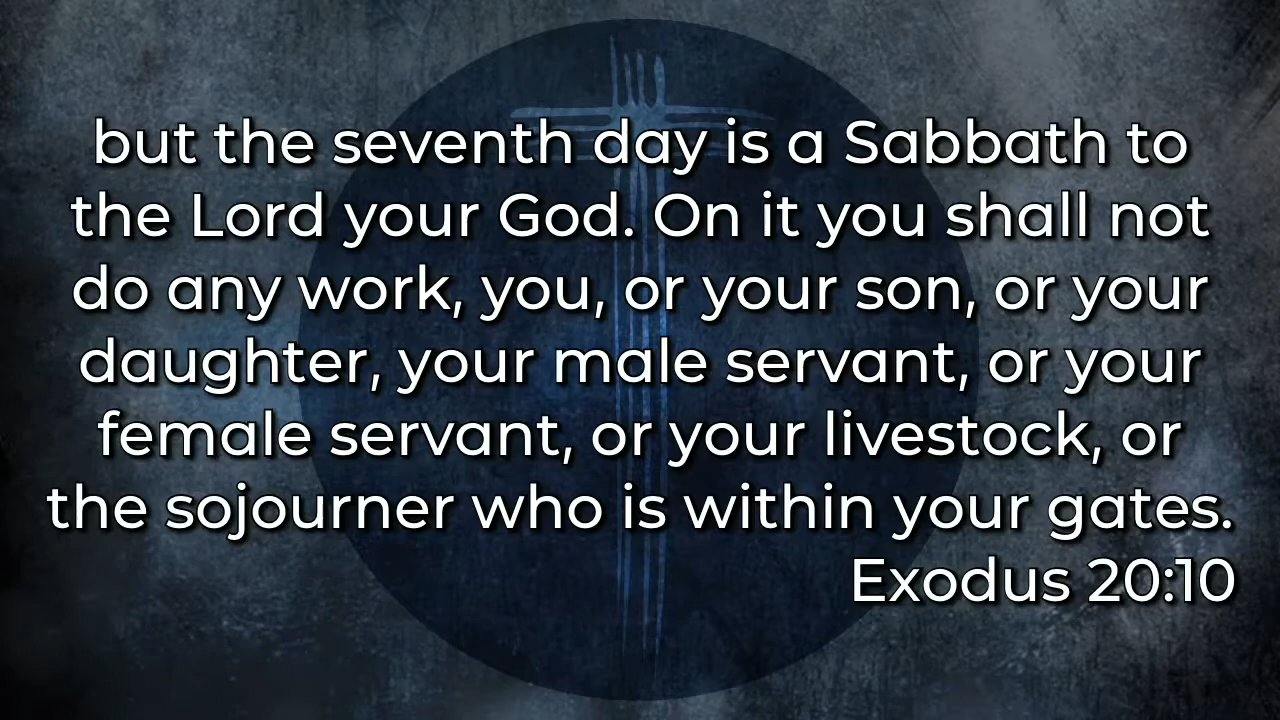 but the seventh day is a Sabbath to
the Lord your God. On it you shall not
do any work, you, or your son, or your
daughter, your male servant, or your
female servant, or your livestock, or
the sojourner who is within your gates.
Exodus 20:10